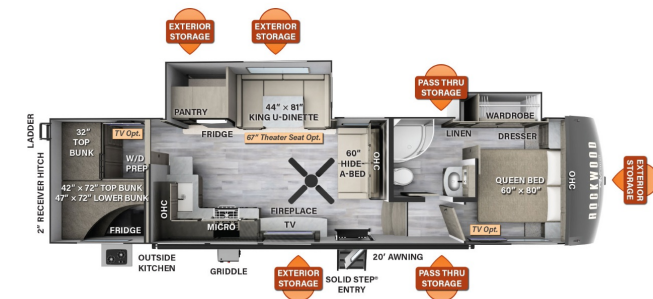 EXTERIOR
STORAGE
EXTERIOR
STORAGE
PASS THRU
STORAGE
LADDER
2" RECEIVER HITCH
32"
TOP
BUNK
TV Opt.
W/D
PREP
42" x 72" TOP BUNK
47" x 72" LOWER BUNK
FRIDGE
PANTRY
FRIDGE
44" x 81"
KING U-DINETTE
67" Theater Seat Opt.
60"
HIDE-
A-BED
OHC
OHC
MICRO
FIREPLACE
TV
LINEN
WARDROBE
DRESSER
QUEEN BED
60" x 80"
OHC
TV Opt.
ROCKWOOD
EXTERIOR
STORAGE
OUTSIDE
KITCHEN
GRIDDLE
EXTERIOR
STORAGE
SOLID STEP®
ENTRY
20' AWNING
PASS THRU
STORAGE